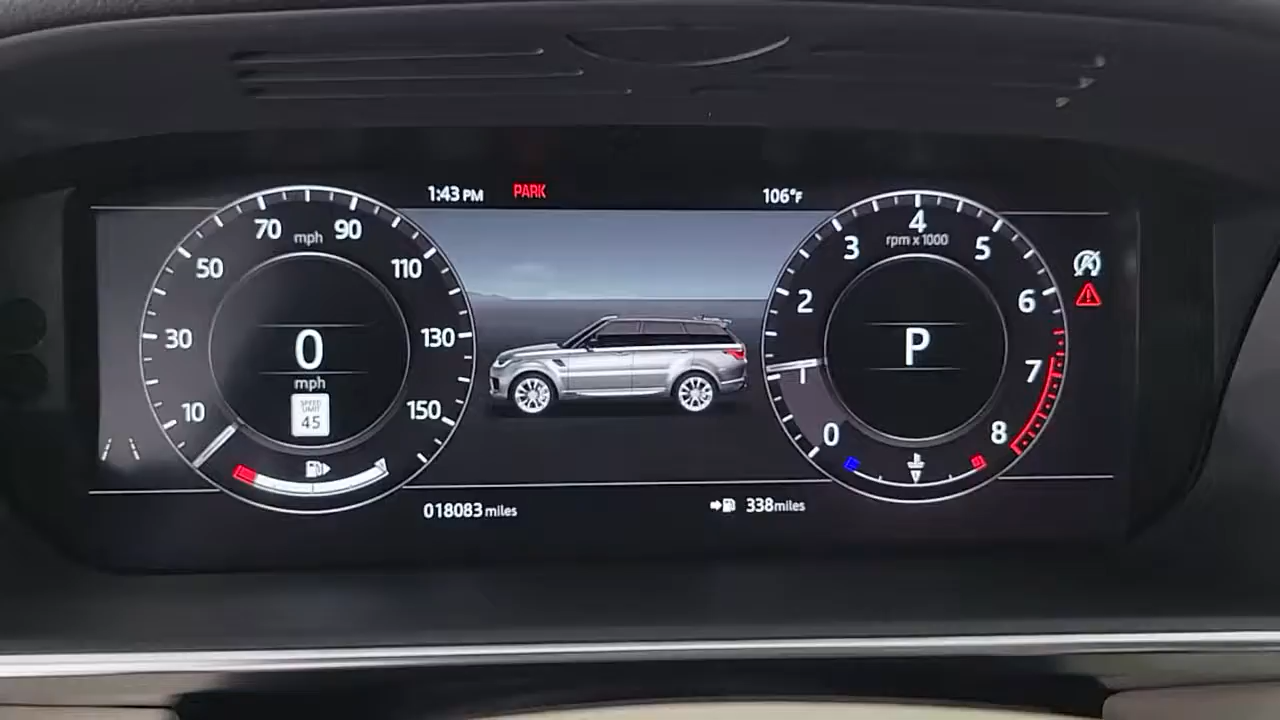 1:43 PM PARK 106°F
70 mph 90
50 110
30 130
10 150
0
mph
SPEED
LIMIT
45
4
rpm x 1000
3 5
2 6
1 7
0 8
P
018083 miles 338 miles